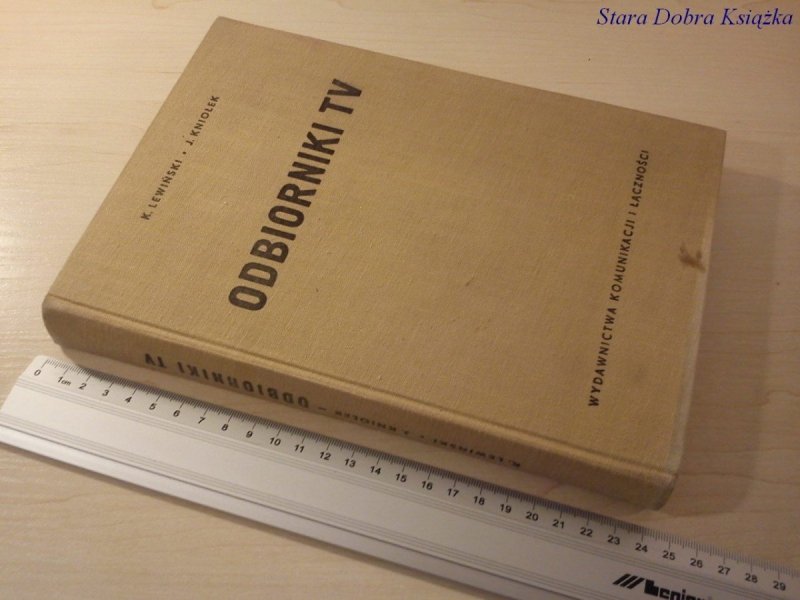 Stara Dobra Książka
K. LEWIŃSKI • J. KNIOŁEK
ODBIORNIKI TV
WYDAWNICTWA KOMUNIKACJI I ŁĄCZNOŚCI
K. LEWIŃSKI • J. KNIOŁEK – ODBIORNIKI TV
0 1cm 2 3 4 5 6 7 8 9 10 11 12 13 14 15 16 17 18 19 20 21 22 23 24 25 26 27 28 29